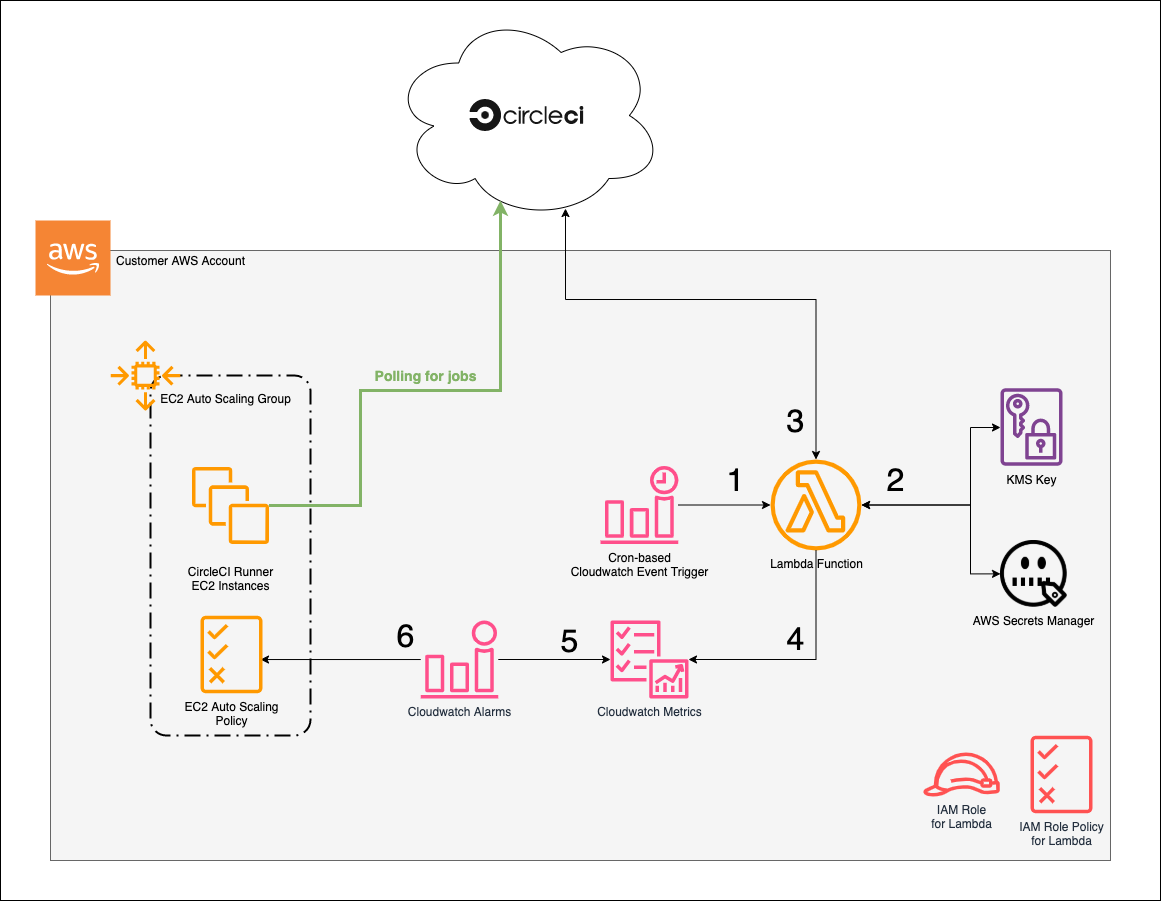 circleci
aws
Customer AWS Account
EC2 Auto Scaling Group
Polling for jobs
CircleCI Runner
EC2 Instances
EC2 Auto Scaling
Policy
1
2
3
4
5
6
Cron-based
Cloudwatch Event Trigger
Lambda Function
KMS Key
AWS Secrets Manager
Cloudwatch Alarms
Cloudwatch Metrics
IAM Role
for Lambda
IAM Role Policy
for Lambda